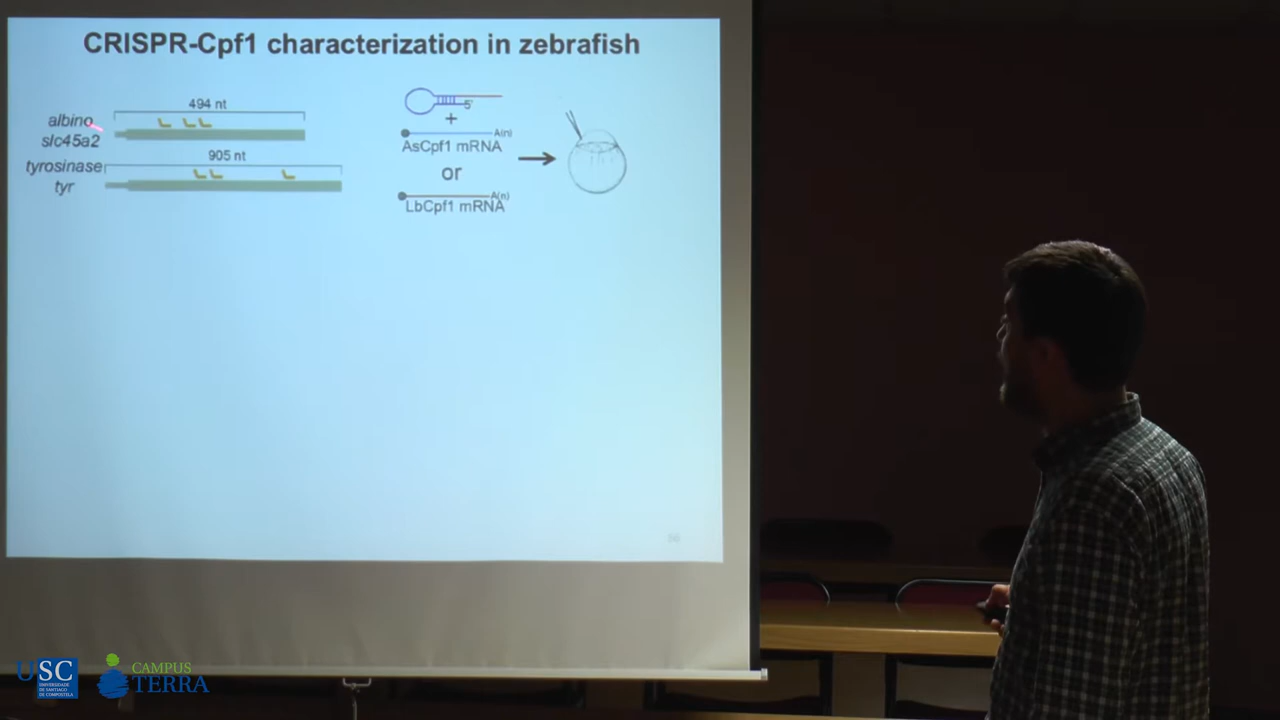 CRISPR-Cpf1 characterization in zebrafish
494 nt
albino
slc45a2
905 nt
tyrosinase
tyr
5'
+
A(n)
AsCpf1 mRNA
or
A(n)
LbCpf1 mRNA
USC
UNIVERSIDADE
DE SANTIAGO
DE COMPOSTELA
CAMPUS
TERRA